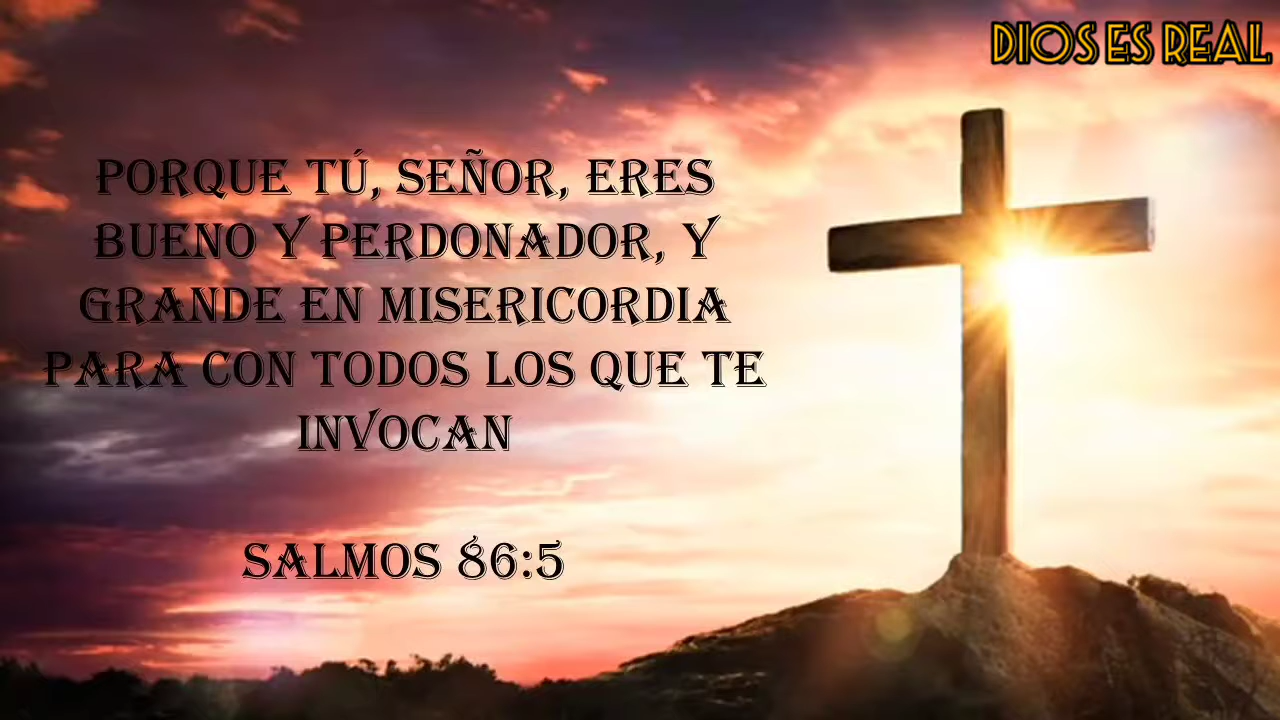 DIOS ES REAL
PORQUE TÚ, SEÑOR, ERES
BUENO Y PERDONADOR, Y
GRANDE EN MISERICORDIA
PARA CON TODOS LOS QUE TE
INVOCAN
SALMOS 86:5